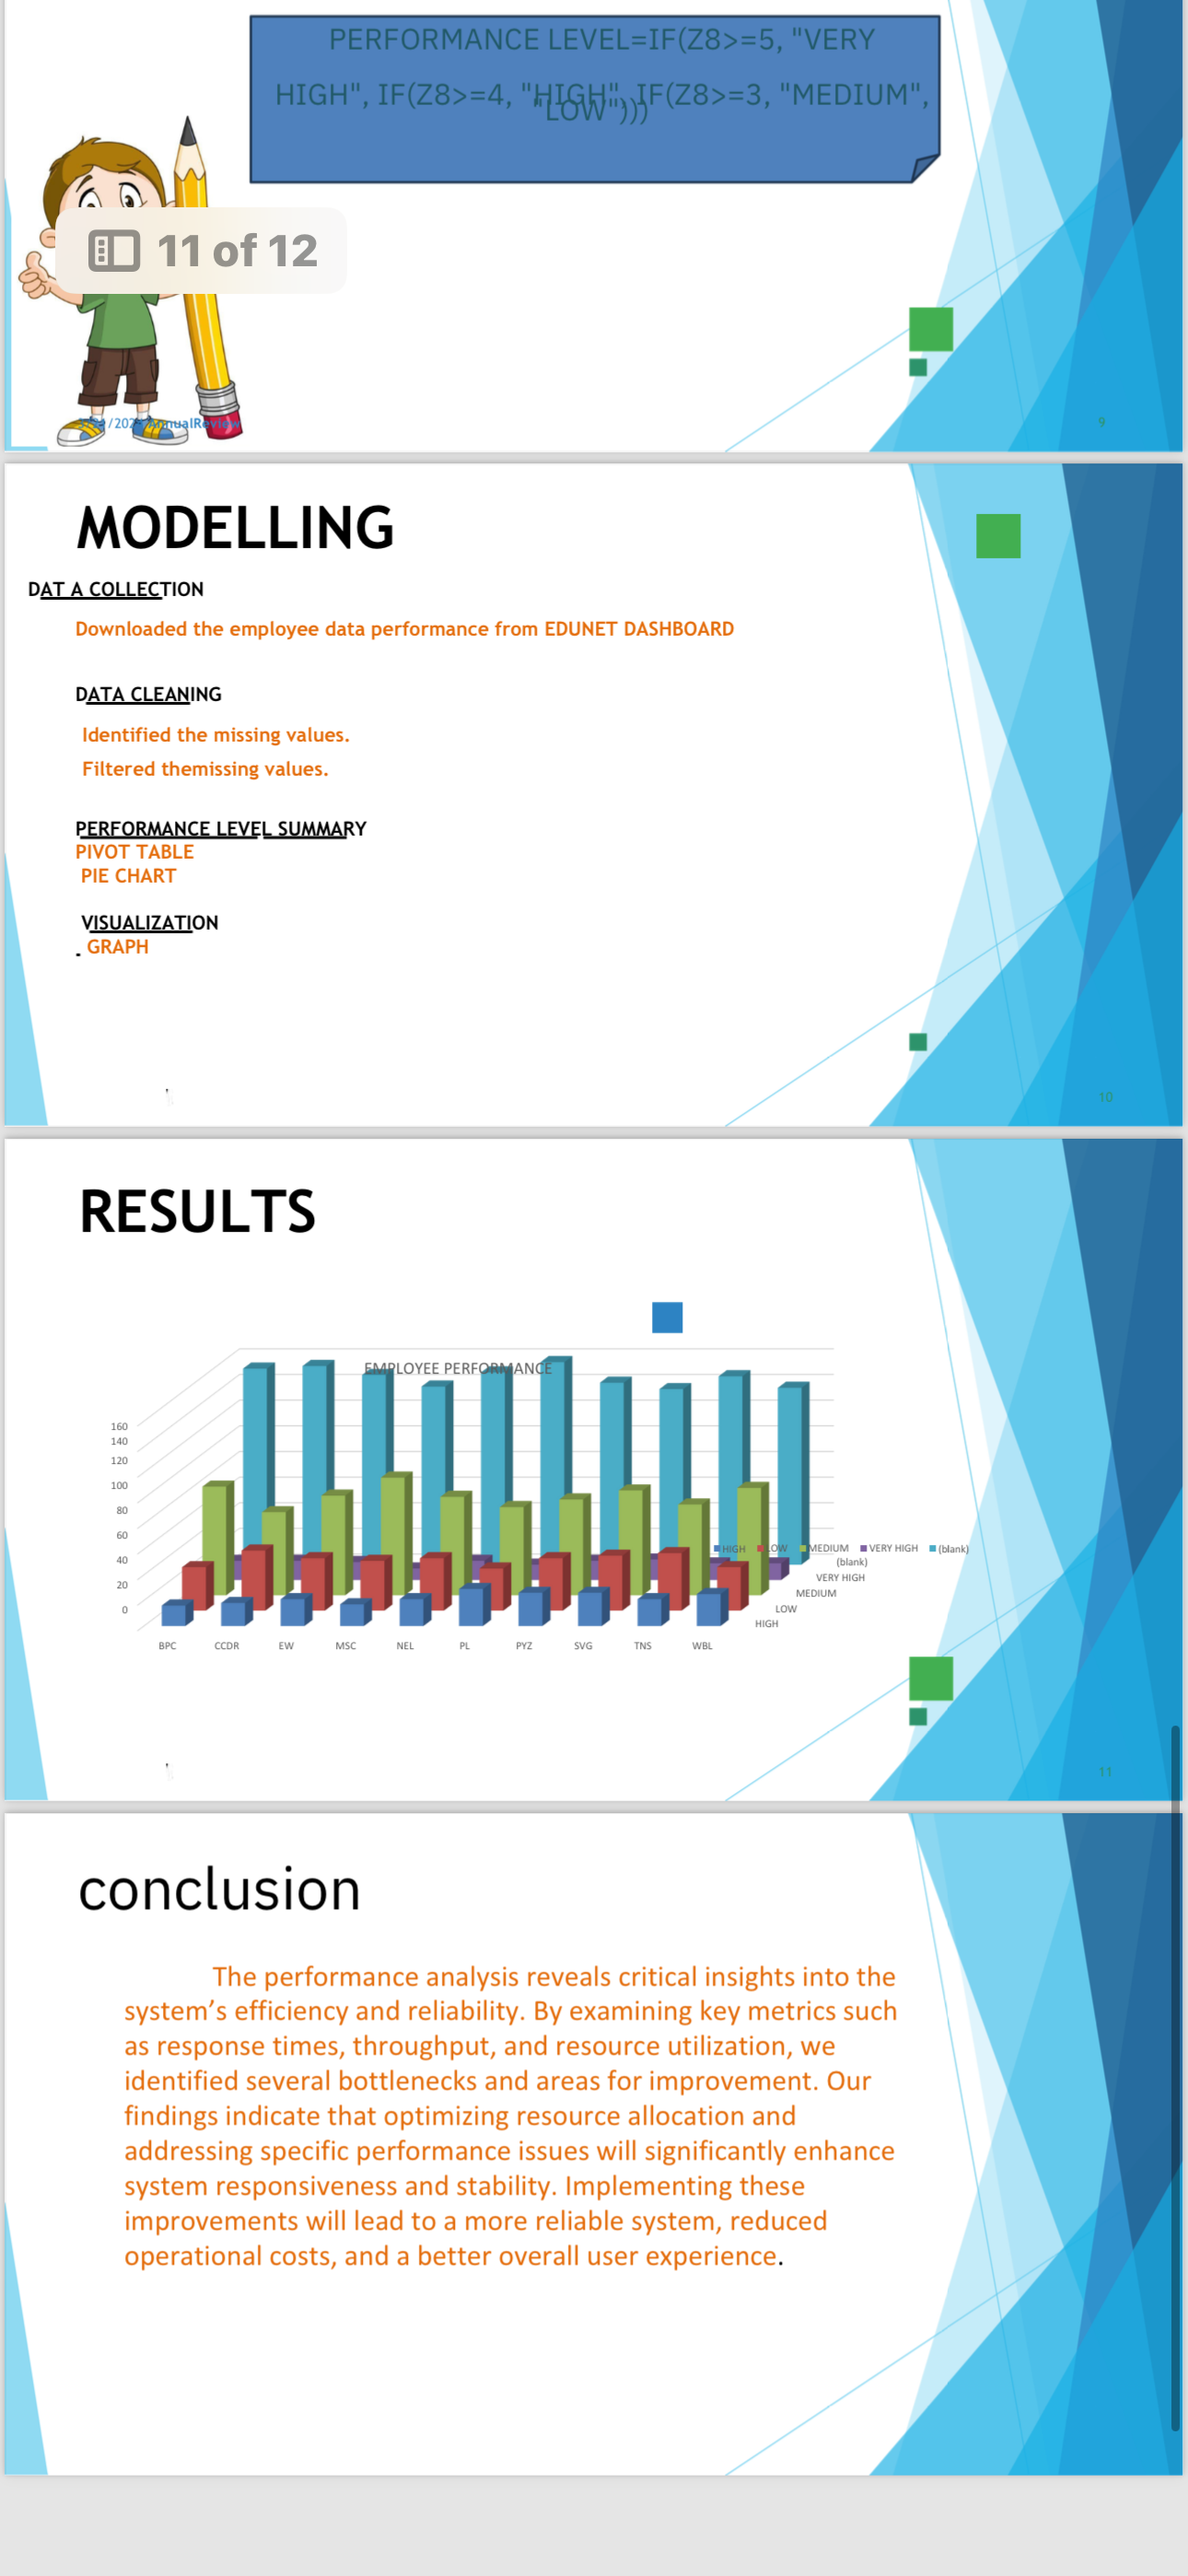 PERFORMANCE LEVEL=IF(Z8>=5, "VERY
HIGH", IF(Z8>=4, "HIGH", IF(Z8>=3, "MEDIUM",
"LOW")))
11 of 12
AnnualReview
9
MODELLING
DAT A COLLECTION
Downloaded the employee data performance from EDUNET DASHBOARD
DATA CLEANING
Identified the missing values.
Filtered themissing values.
PERFORMANCE LEVEL SUMMARY
PIVOT TABLE
PIE CHART
VISUALIZATION
. GRAPH
10
RESULTS
EMPLOYEE PERFORMANCE
160
140
120
100
80
60
40
20
0
HIGH LOW MEDIUM VERY HIGH (blank)
(blank)
VERY HIGH
MEDIUM
LOW
HIGH
BPC CCDR EW MSC NEL PL PYZ SVG TNS WBL
11
conclusion
The performance analysis reveals critical insights into the
system’s efficiency and reliability. By examining key metrics such
as response times, throughput, and resource utilization, we
identified several bottlenecks and areas for improvement. Our
findings indicate that optimizing resource allocation and
addressing specific performance issues will significantly enhance
system responsiveness and stability. Implementing these
improvements will lead to a more reliable system, reduced
operational costs, and a better overall user experience.